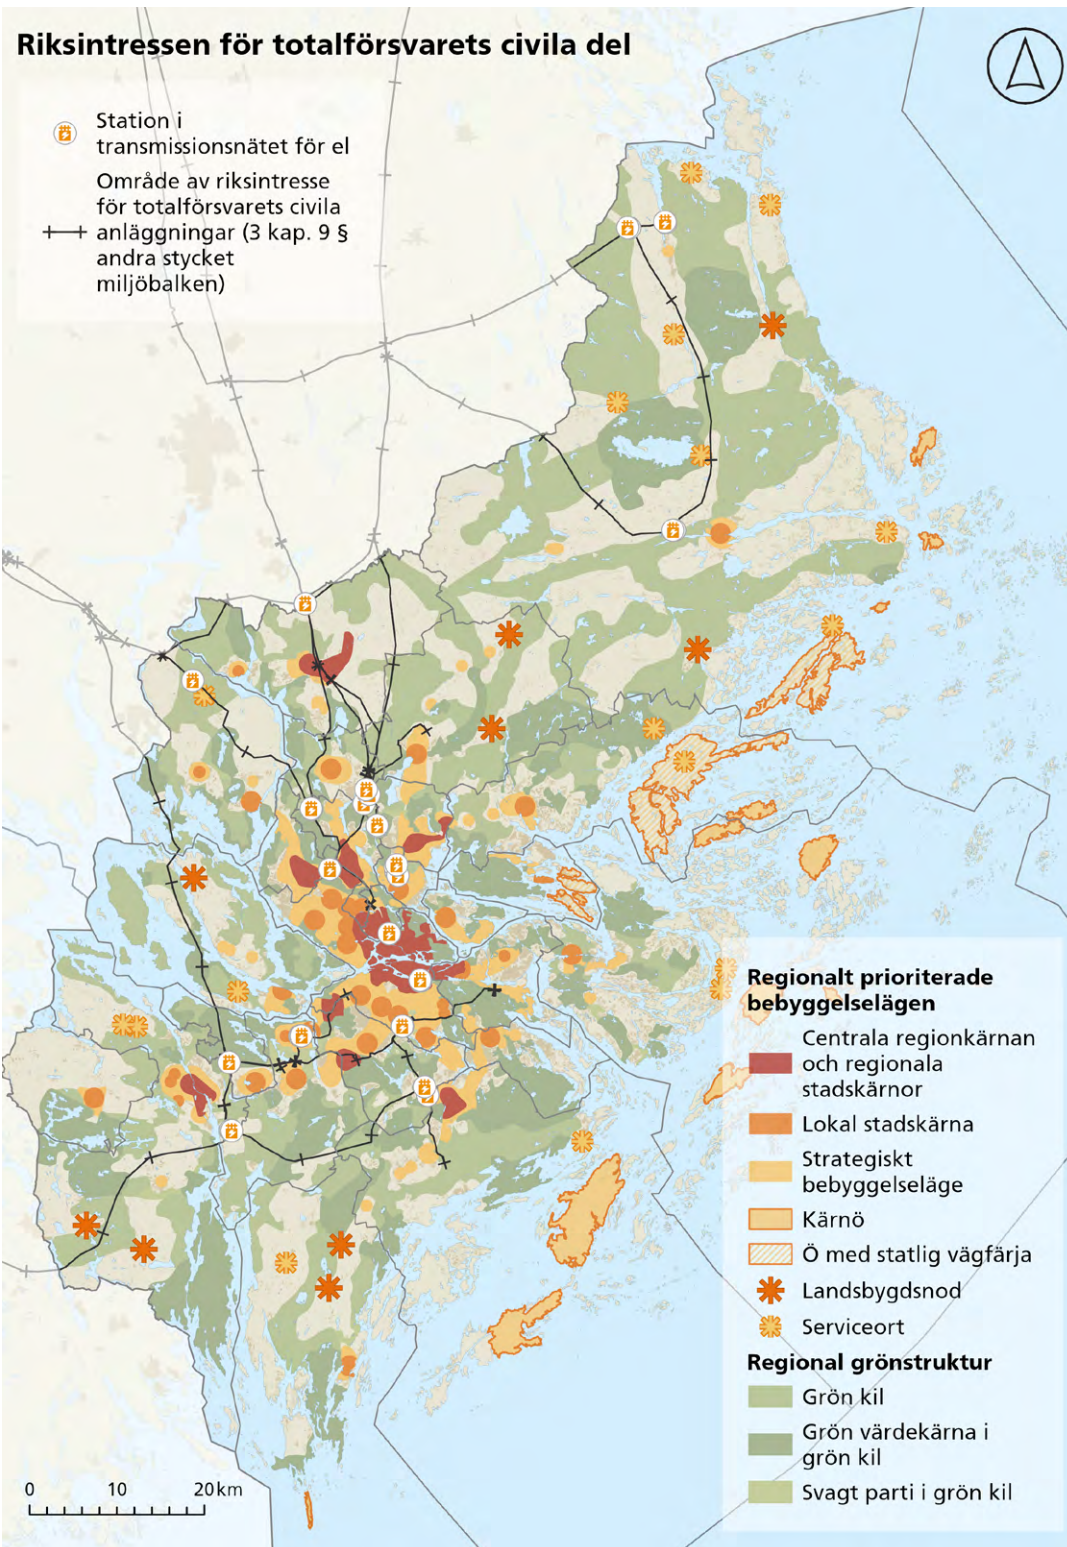 Riksintressen för totalförsvarets civila del
Station i
transmissionsnätet för el
Område av riksintresse
för totalförsvarets civila
anläggningar (3 kap. 9 §
andra stycket
miljöbalken)
Regionalt prioriterade
bebyggelselägen
Centrala regionkärnan
och regionala
stadskärnor
Lokal stadskärna
Strategiskt
bebyggelseläge
Kärnö
Ö med statlig vägfärja
Landsbygdsnod
Serviceort
Regional grönstruktur
Grön kil
Grön värdekärna i
grön kil
Svagt parti i grön kil
0 10 20 km